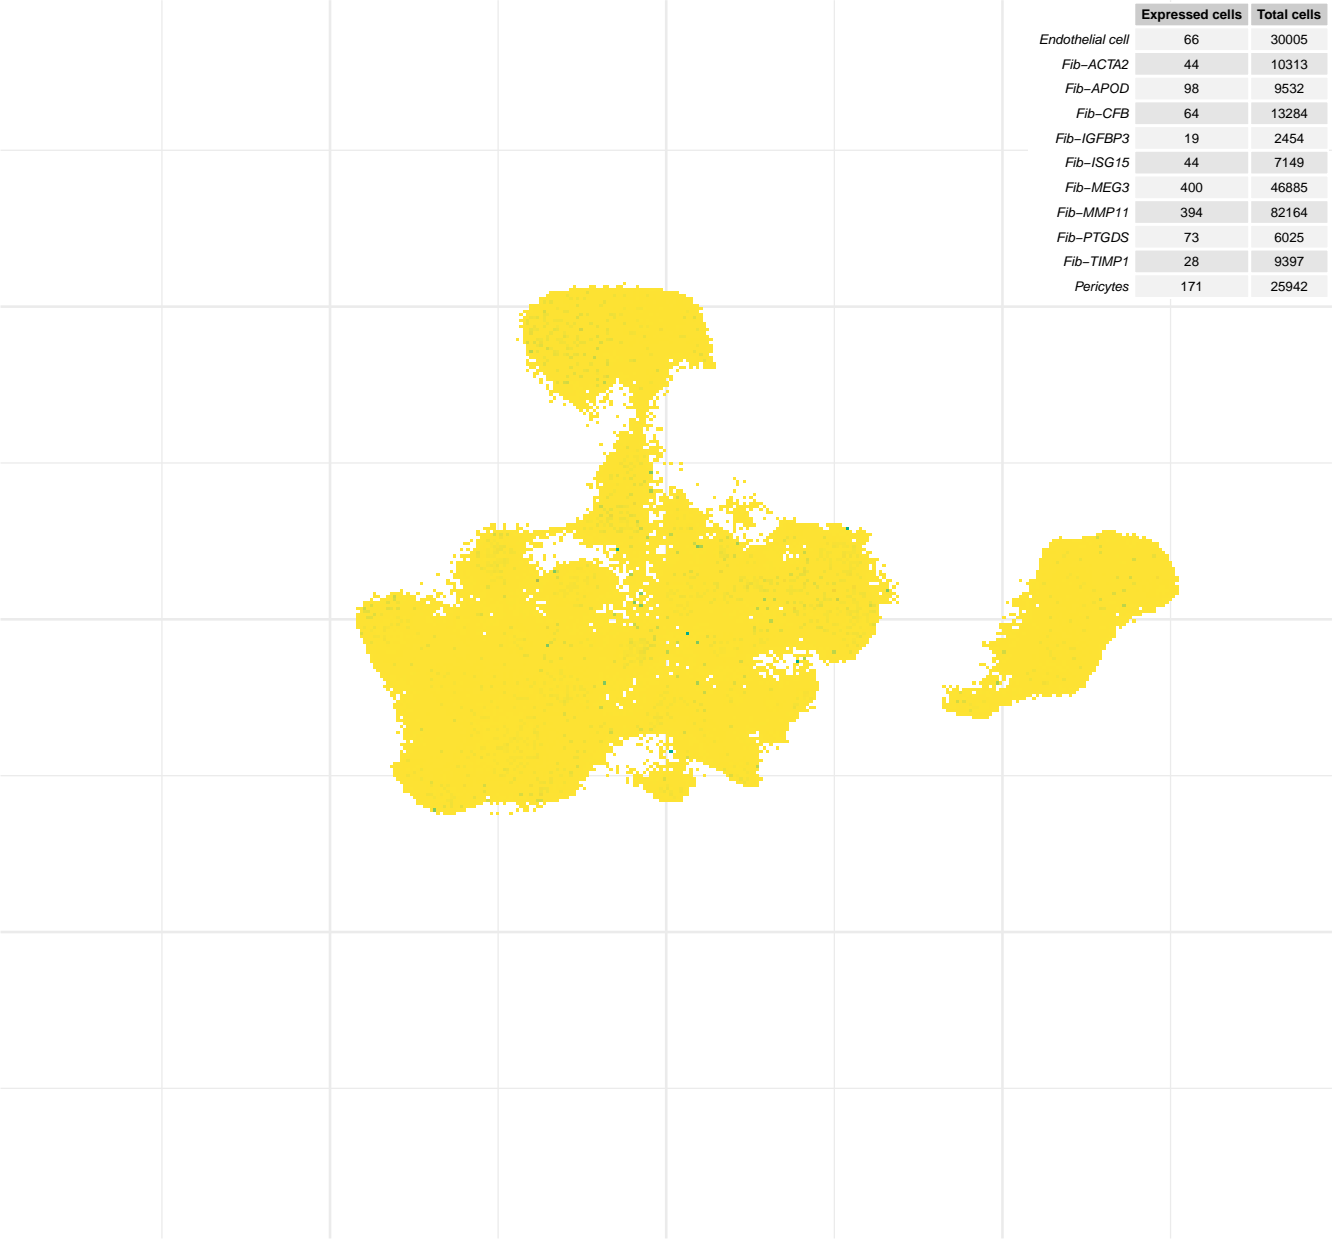 Expressed cells Total cells
Endothelial cell 66 30005
Fib−ACTA2 44 10313
Fib−APOD 98 9532
Fib−CFB 64 13284
Fib−IGFBP3 19 2454
Fib−ISG15 44 7149
Fib−MEG3 400 46885
Fib−MMP11 394 82164
Fib−PTGDS 73 6025
Fib−TIMP1 28 9397
Pericytes 171 25942